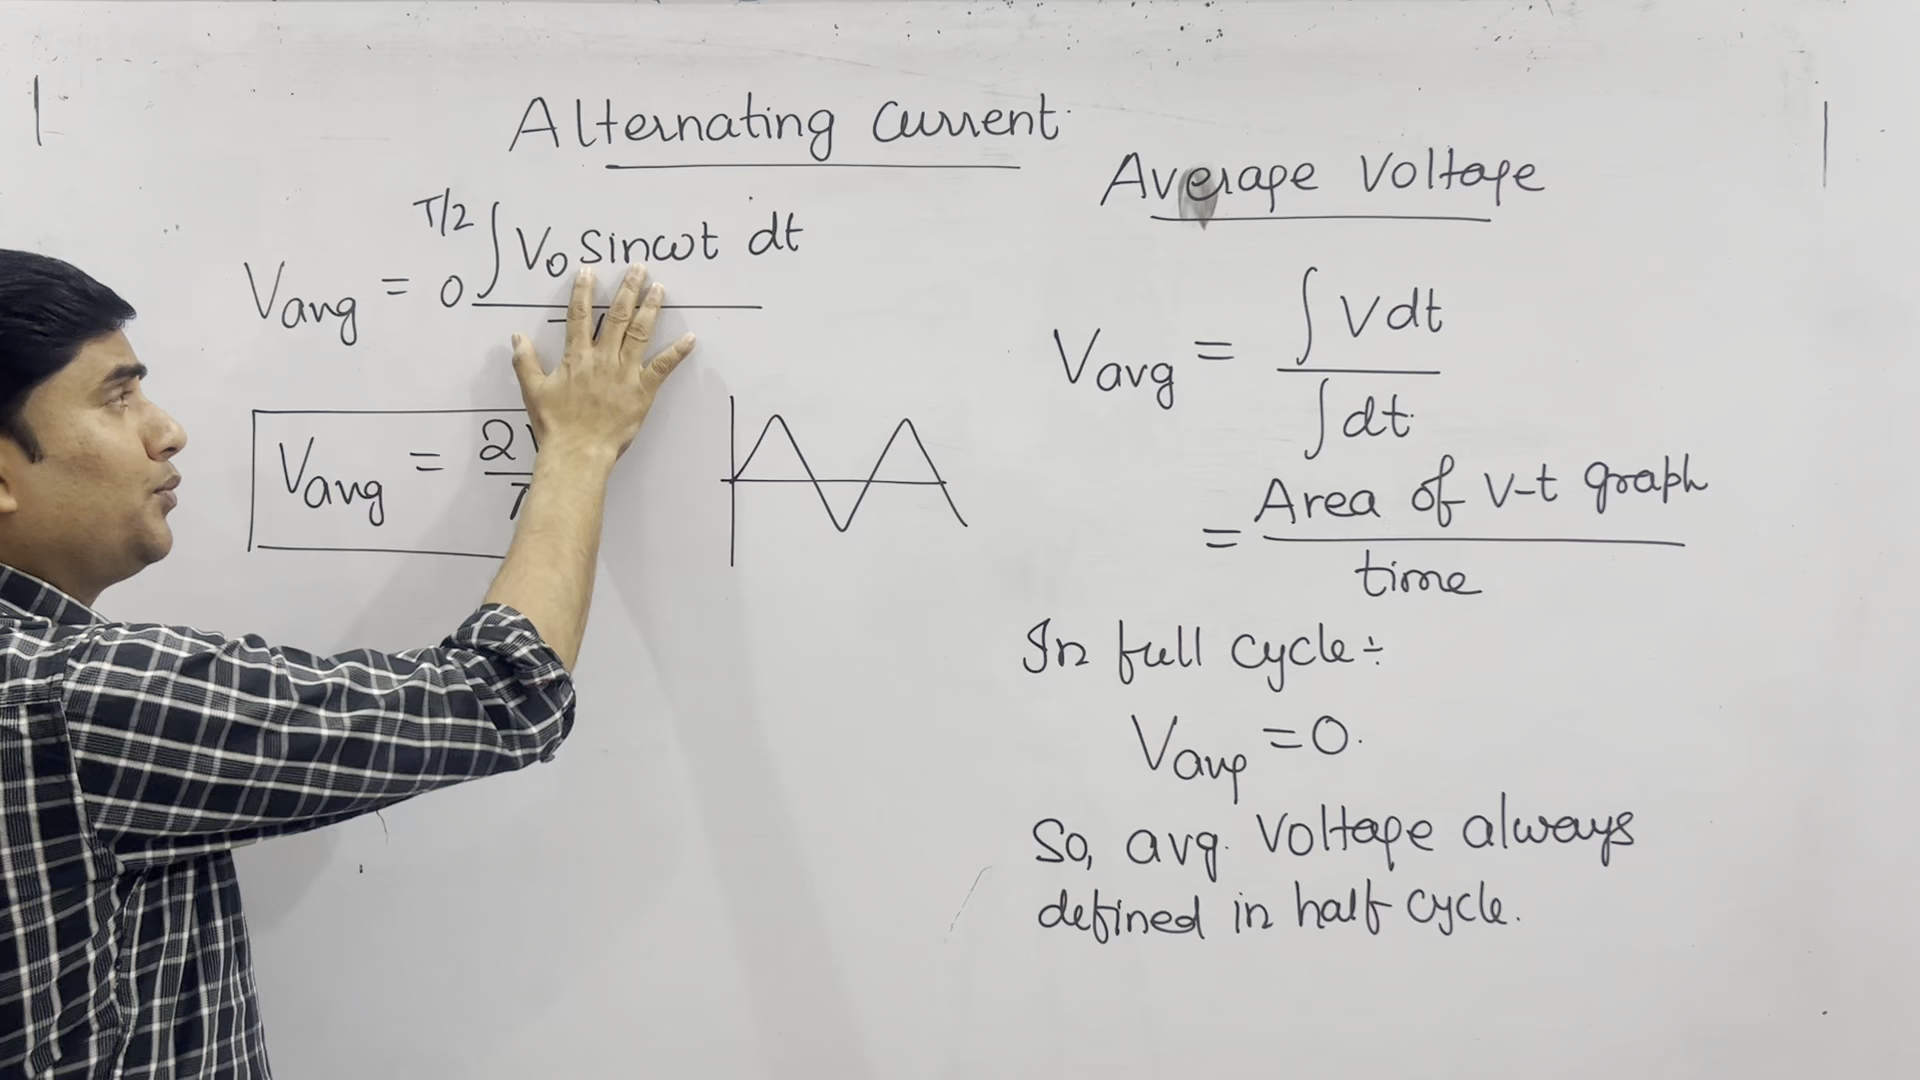 Alternating Current
T/2
Vavg = 0∫ V₀ sinωt dt
Vavg = 2
Average Voltage
Vavg = ∫ V dt
∫ dt
= Area of V-t graph
time
In full cycle ÷
Vavg = 0.
So, avg. Voltage always
defined in half cycle.